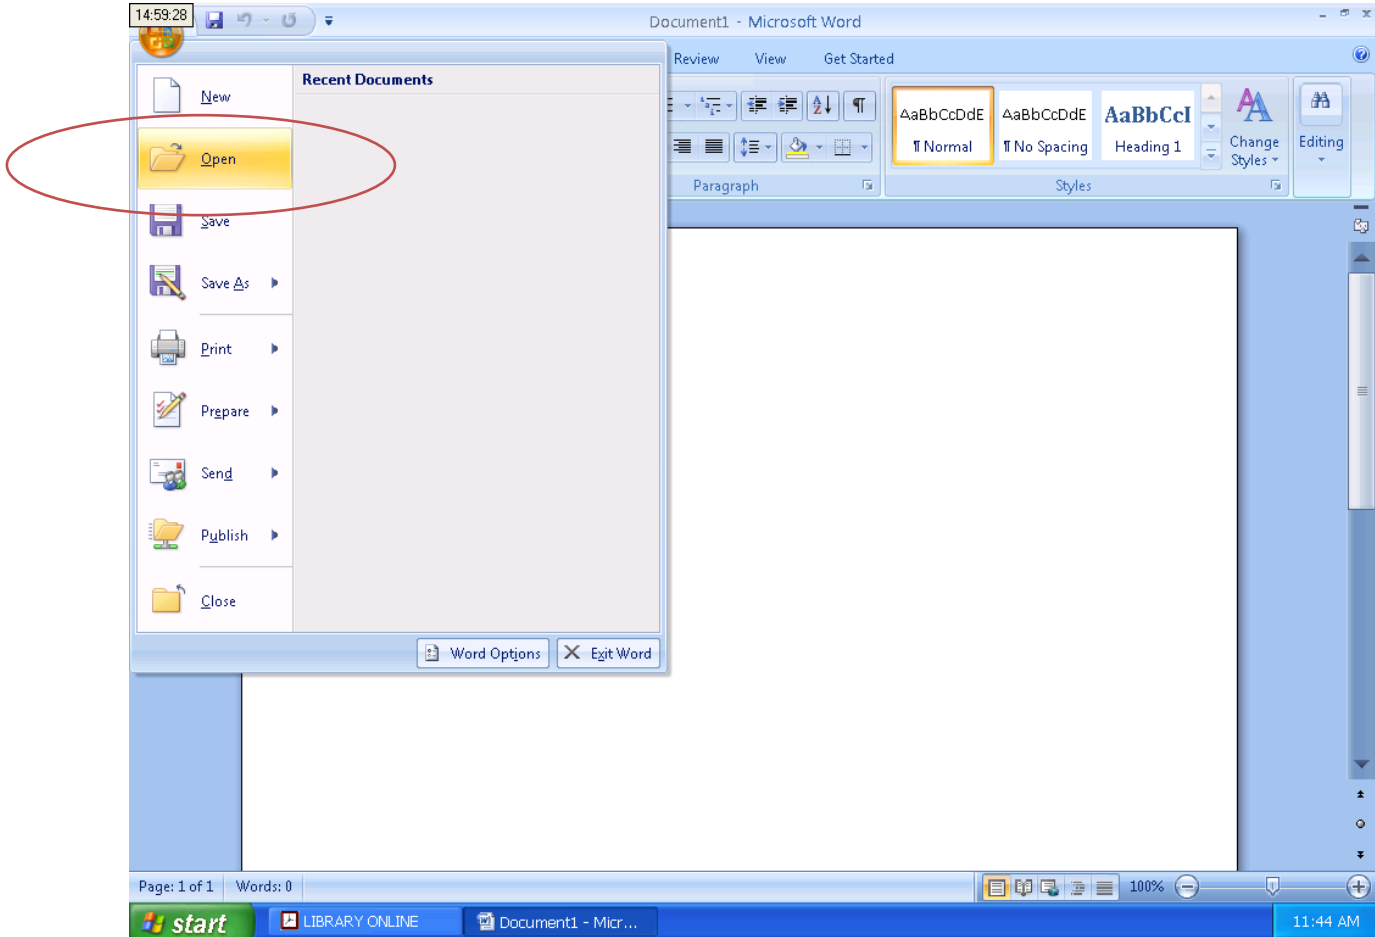 14:59:28
Document1 - Microsoft Word
Review View Get Started
New
Open
Save
Save As
Print
Prepare
Send
Publish
Close
Recent Documents
Word Options Exit Word
AaBbCcDdE AaBbCcDdE AaBbCcI
¶ Normal ¶ No Spacing Heading 1
Change Styles
Editing
Paragraph Styles
Page: 1 of 1 Words: 0 100%
start LIBRARY ONLINE Document1 - Micr... 11:44 AM